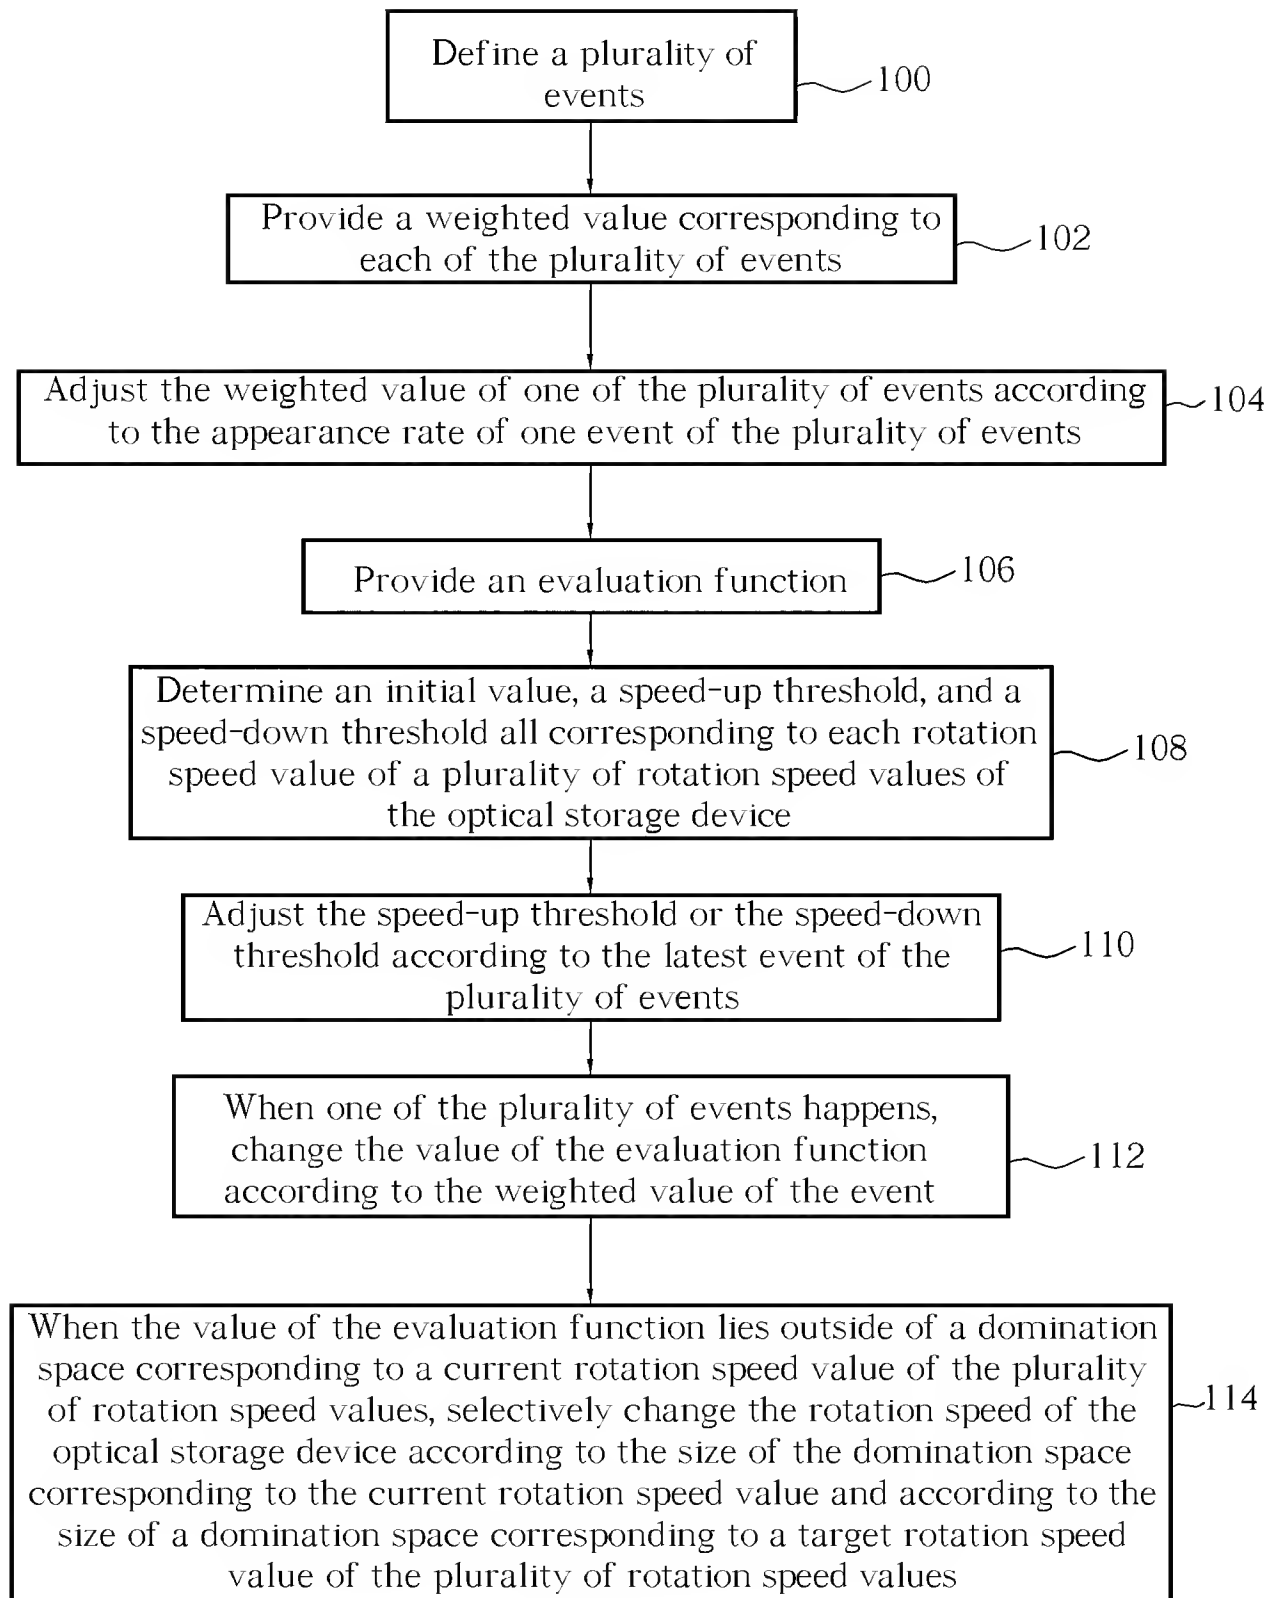 Define a plurality of
events
100
Provide a weighted value corresponding to
each of the plurality of events
102
Adjust the weighted value of one of the plurality of events according
to the appearance rate of one event of the plurality of events
104
Provide an evaluation function
106
Determine an initial value, a speed-up threshold, and a
speed-down threshold all corresponding to each rotation
speed value of a plurality of rotation speed values of
the optical storage device
108
Adjust the speed-up threshold or the speed-down
threshold according to the latest event of the
plurality of events
110
When one of the plurality of events happens,
change the value of the evaluation function
according to the weighted value of the event
112
When the value of the evaluation function lies outside of a domination
space corresponding to a current rotation speed value of the plurality
of rotation speed values, selectively change the rotation speed of the
optical storage device according to the size of the domination space
corresponding to the current rotation speed value and according to the
size of a domination space corresponding to a target rotation speed
value of the plurality of rotation speed values
114